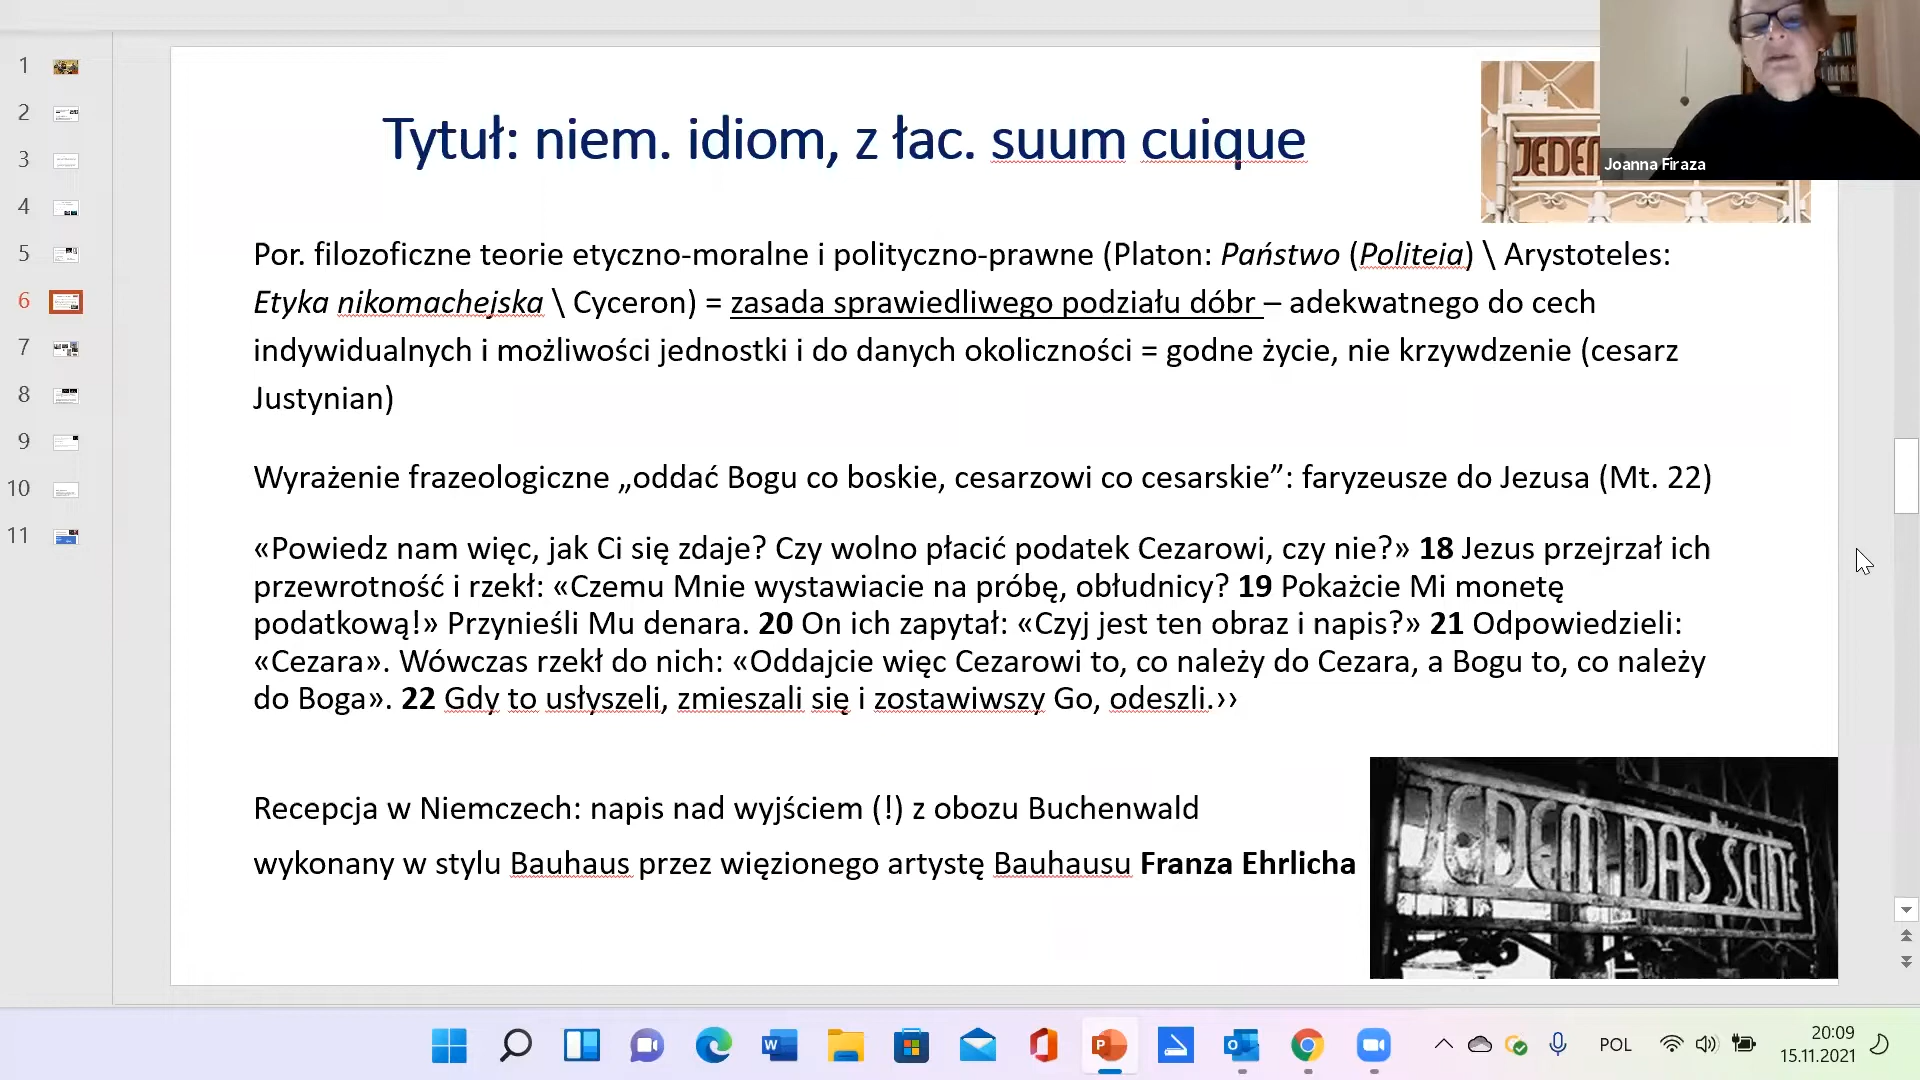 1
2
3
4
5
6
7
8
9
10
11
Tytuł: niem. idiom, z łac. suum cuique
JEDEM
Joanna Firaza
Por. filozoficzne teorie etyczno-moralne i polityczno-prawne (Platon: Państwo (Politeia) \ Arystoteles:
Etyka nikomachejska \ Cyceron) = zasada sprawiedliwego podziału dóbr – adekwatnego do cech
indywidualnych i możliwości jednostki i do danych okoliczności = godne życie, nie krzywdzenie (cesarz
Justynian)
Wyrażenie frazeologiczne „oddać Bogu co boskie, cesarzowi co cesarskie”: faryzeusze do Jezusa (Mt. 22)
«Powiedz nam więc, jak Ci się zdaje? Czy wolno płacić podatek Cezarowi, czy nie?» 18 Jezus przejrzał ich
przewrotność i rzekł: «Czemu Mnie wystawiacie na próbę, obłudnicy? 19 Pokażcie Mi monetę
podatkową!» Przynieśli Mu denara. 20 On ich zapytał: «Czyj jest ten obraz i napis?» 21 Odpowiedzieli:
«Cezara». Wówczas rzekł do nich: «Oddajcie więc Cezarowi to, co należy do Cezara, a Bogu to, co należy
do Boga». 22 Gdy to usłyszeli, zmieszali się i zostawiwszy Go, odeszli.››
Recepcja w Niemczech: napis nad wyjściem (!) z obozu Buchenwald
wykonany w stylu Bauhaus przez więzionego artystę Bauhausu Franza Ehrlicha
JEDEM DAS SEINE
POL
20:09
15.11.2021